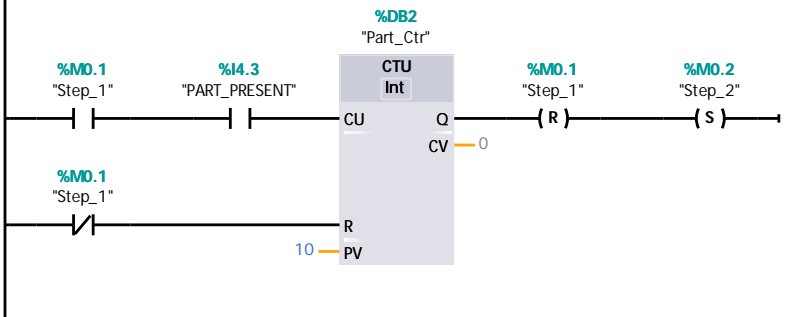 %DB2
"Part_Ctr"
%M0.1
"Step_1"
%I4.3
"PART_PRESENT"
CTU
Int
%M0.1
"Step_1"
%M0.2
"Step_2"
CU
Q
R
S
CV
0
%M0.1
"Step_1"
R
10
PV